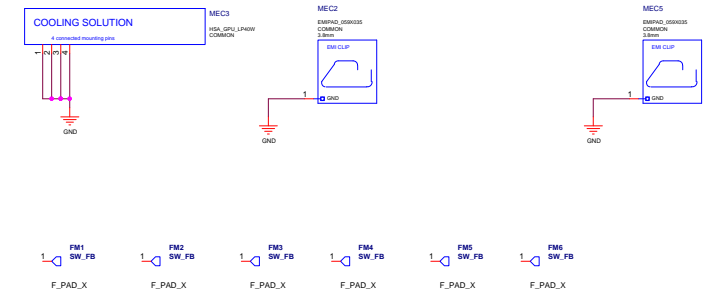 COOLING SOLUTION
4 connected mounting pins
MEC3
HSA_GPU_LP40W
COMMON
1
2
3
4
GND
MEC2
EMIPAD_059X035
COMMON
3.8mm
EMI CLIP
1
GND
GND
MEC5
EMIPAD_059X035
COMMON
3.8mm
EMI CLIP
1
GND
GND
FM1
1 SW_FB
F_PAD_X
FM2
1 SW_FB
F_PAD_X
FM3
1 SW_FB
F_PAD_X
FM4
1 SW_FB
F_PAD_X
FM5
1 SW_FB
F_PAD_X
FM6
1 SW_FB
F_PAD_X